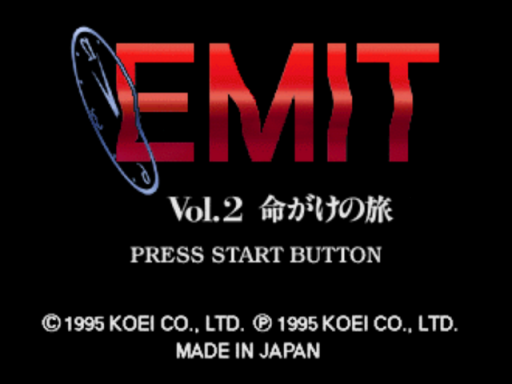 EMIT
Vol.2 命がけの旅
PRESS START BUTTON
© 1995 KOEI CO., LTD. ℗ 1995 KOEI CO., LTD.
MADE IN JAPAN